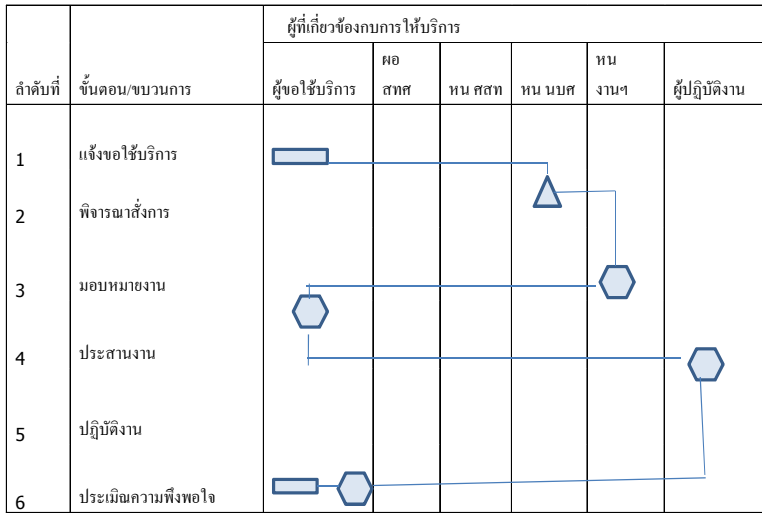 ผู้ที่เกี่ยวข้องกบการให้บริการ
ลำดับที่ ขั้นตอน/ขบวนการ ผู้ขอใช้บริการ ผอ สทศ หน ศสท หน นบศ หน งานฯ ผู้ปฏิบัติงาน
1 แจ้งขอใช้บริการ
2 พิจารณาสั่งการ
3 มอบหมายงาน
4 ประสานงาน
5 ปฏิบัติงาน
6 ประเมิณความพึงพอใจ